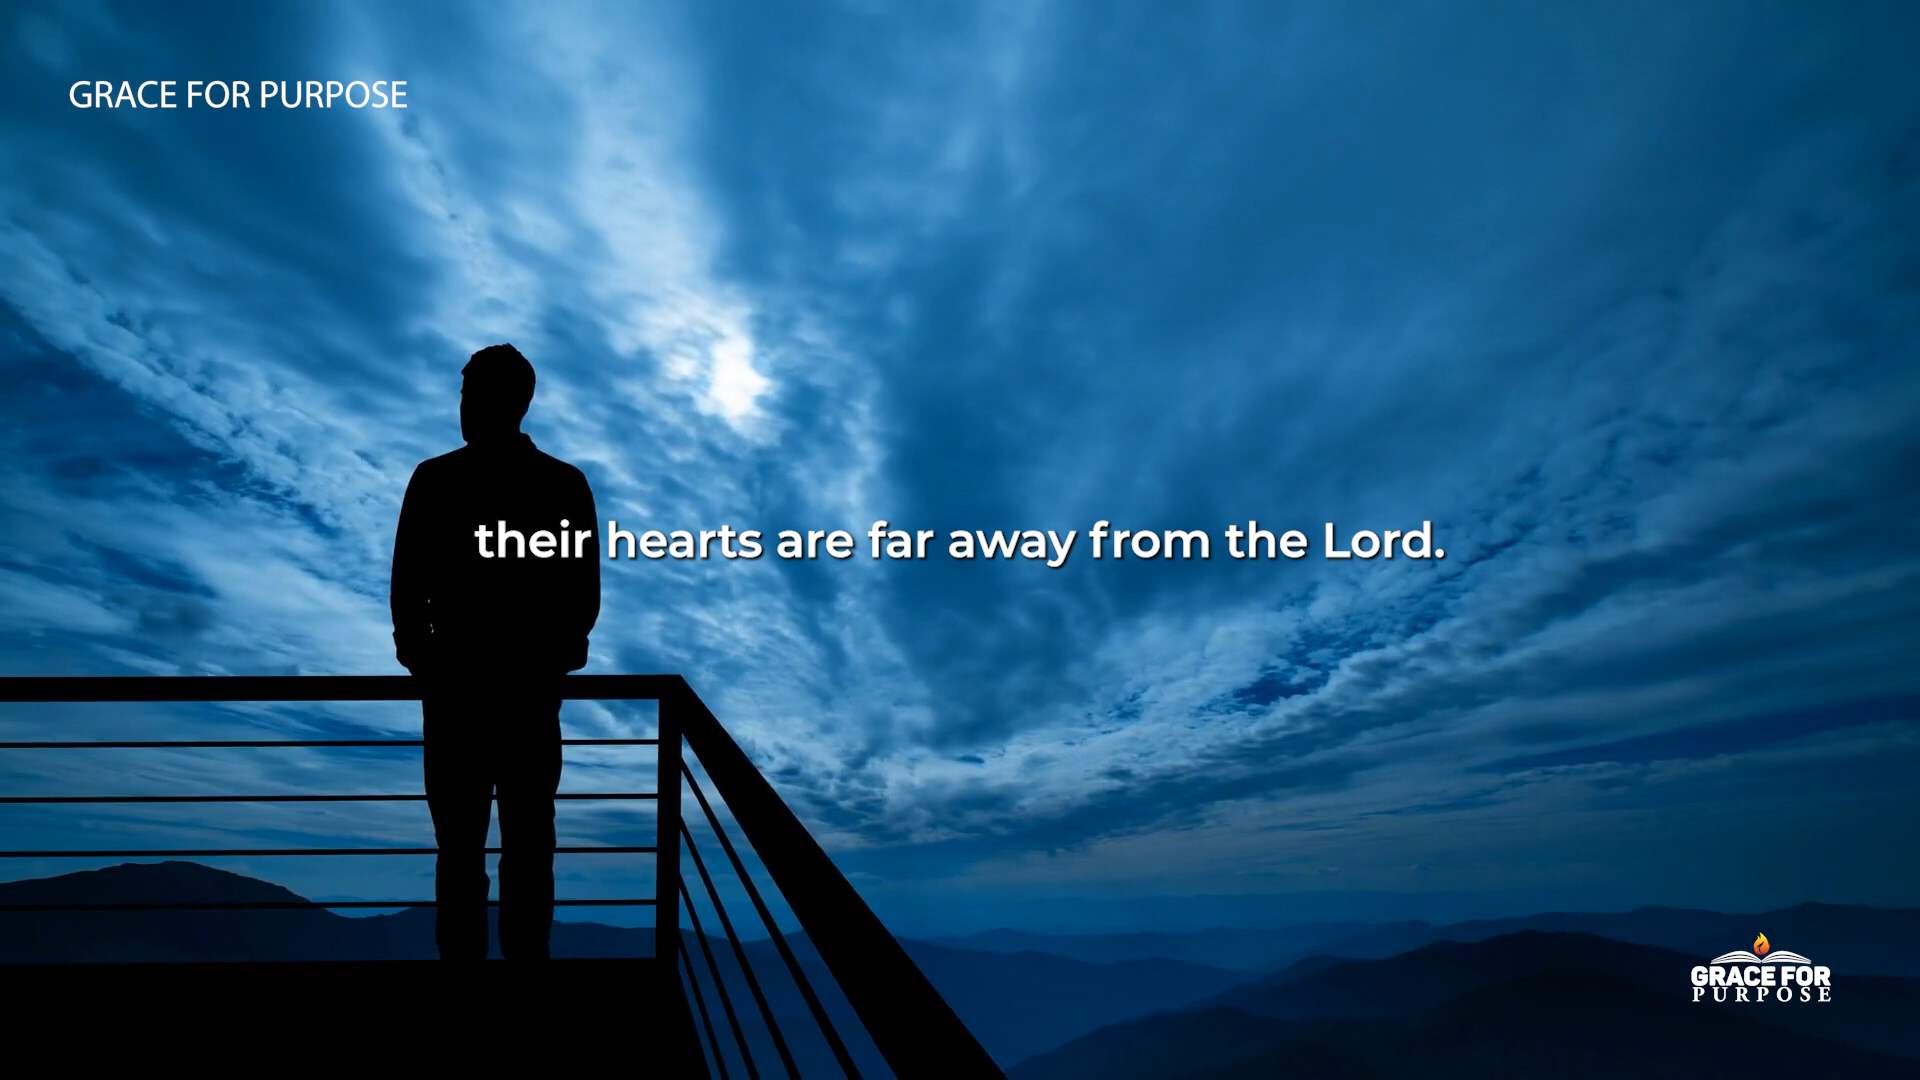 GRACE FOR PURPOSE
their hearts are far away from the Lord.
GRACE FOR
PURPOSE